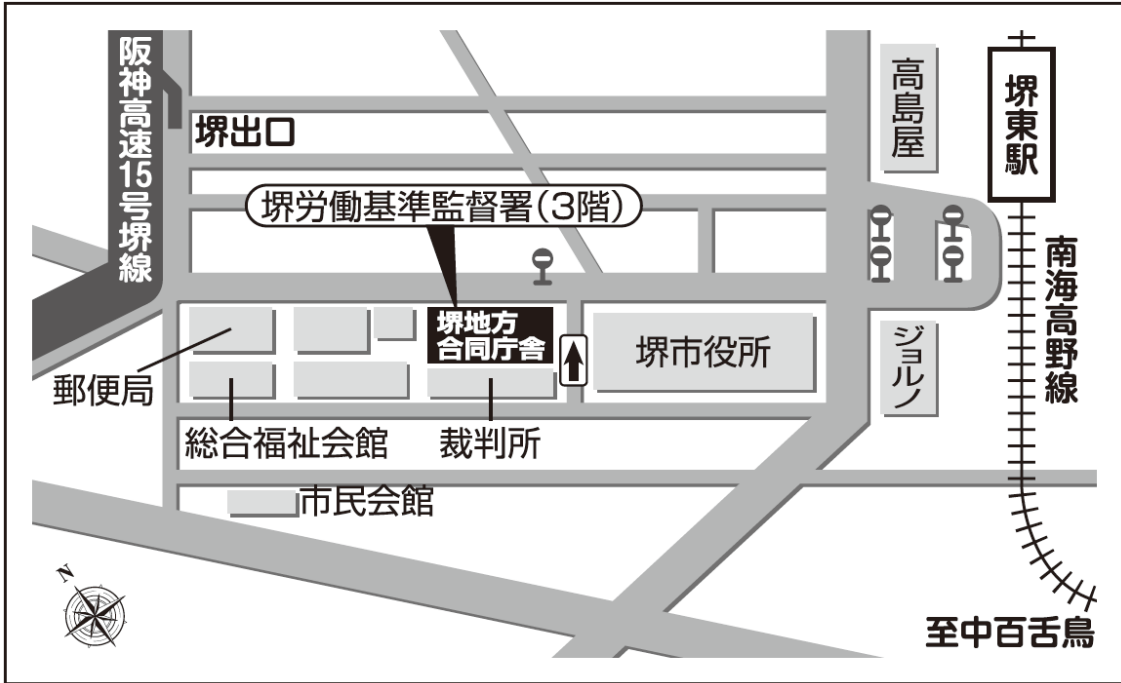 阪神高速15号堺線
堺出口
高島屋
堺東駅
堺労働基準監督署(3階)
南海高野線
堺地方
合同庁舎
堺市役所
ジョルノ
郵便局
総合福祉会館
裁判所
市民会館
N
至中百舌鳥